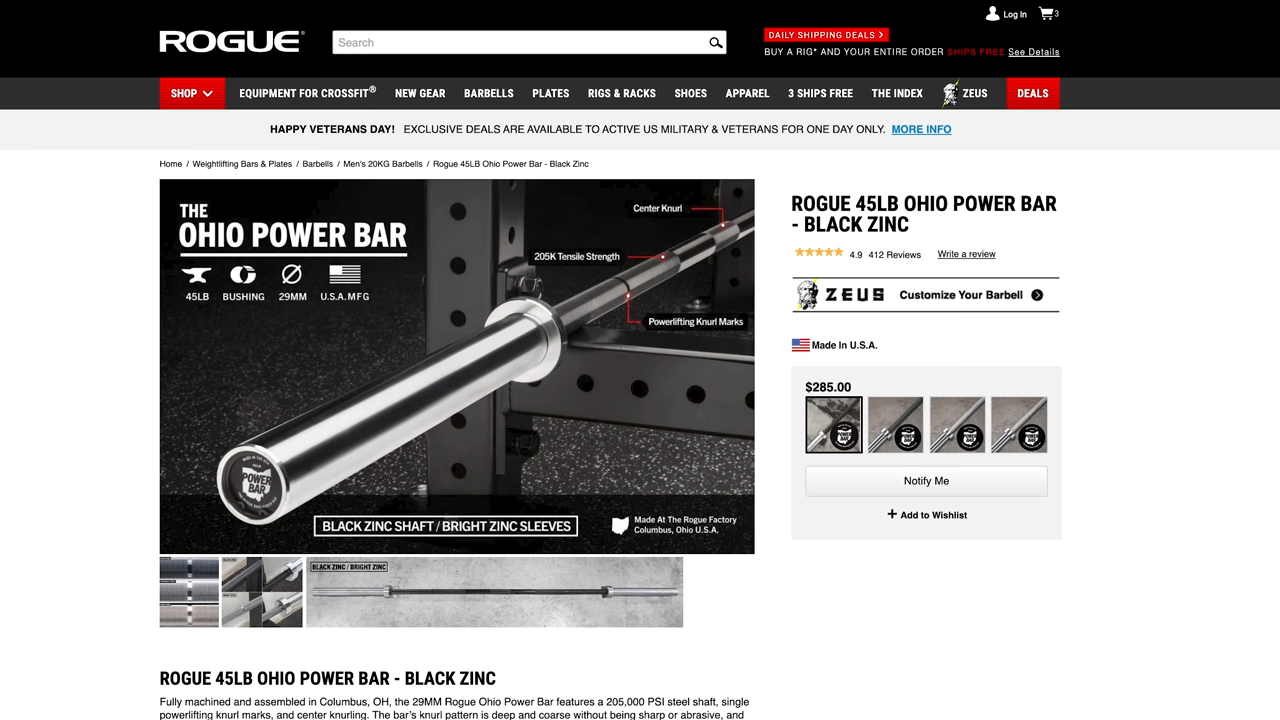 Log In 3
ROGUE®
Search
DAILY SHIPPING DEALS
BUY A RIG* AND YOUR ENTIRE ORDER SHIPS FREE See Details
SHOP EQUIPMENT FOR CROSSFIT® NEW GEAR BARBELLS PLATES RIGS & RACKS SHOES APPAREL 3 SHIPS FREE THE INDEX ZEUS DEALS
HAPPY VETERANS DAY! EXCLUSIVE DEALS ARE AVAILABLE TO ACTIVE US MILITARY & VETERANS FOR ONE DAY ONLY. MORE INFO
Home / Weightlifting Bars & Plates / Barbells / Men's 20KG Barbells / Rogue 45LB Ohio Power Bar - Black Zinc
THE
OHIO POWER BAR
45LB BUSHING 29MM U.S.A.MFG
Center Knurl
205K Tensile Strength
Powerlifting Knurl Marks
POWER
BAR
BLACK ZINC SHAFT / BRIGHT ZINC SLEEVES
Made At The Rogue Factory
Columbus, Ohio U.S.A.
BLACK ZINC / BRIGHT ZINC
ROGUE 45LB OHIO POWER BAR
- BLACK ZINC
4.9 412 Reviews Write a review
ZEUS Customize Your Barbell
Made In U.S.A.
$285.00
Notify Me
+ Add to Wishlist
ROGUE 45LB OHIO POWER BAR - BLACK ZINC
Fully machined and assembled in Columbus, OH, the 29MM Rogue Ohio Power Bar features a 205,000 PSI steel shaft, single
powerlifting knurl marks, and center knurling. The bar's knurl pattern is deep and coarse without being sharp or abrasive, and